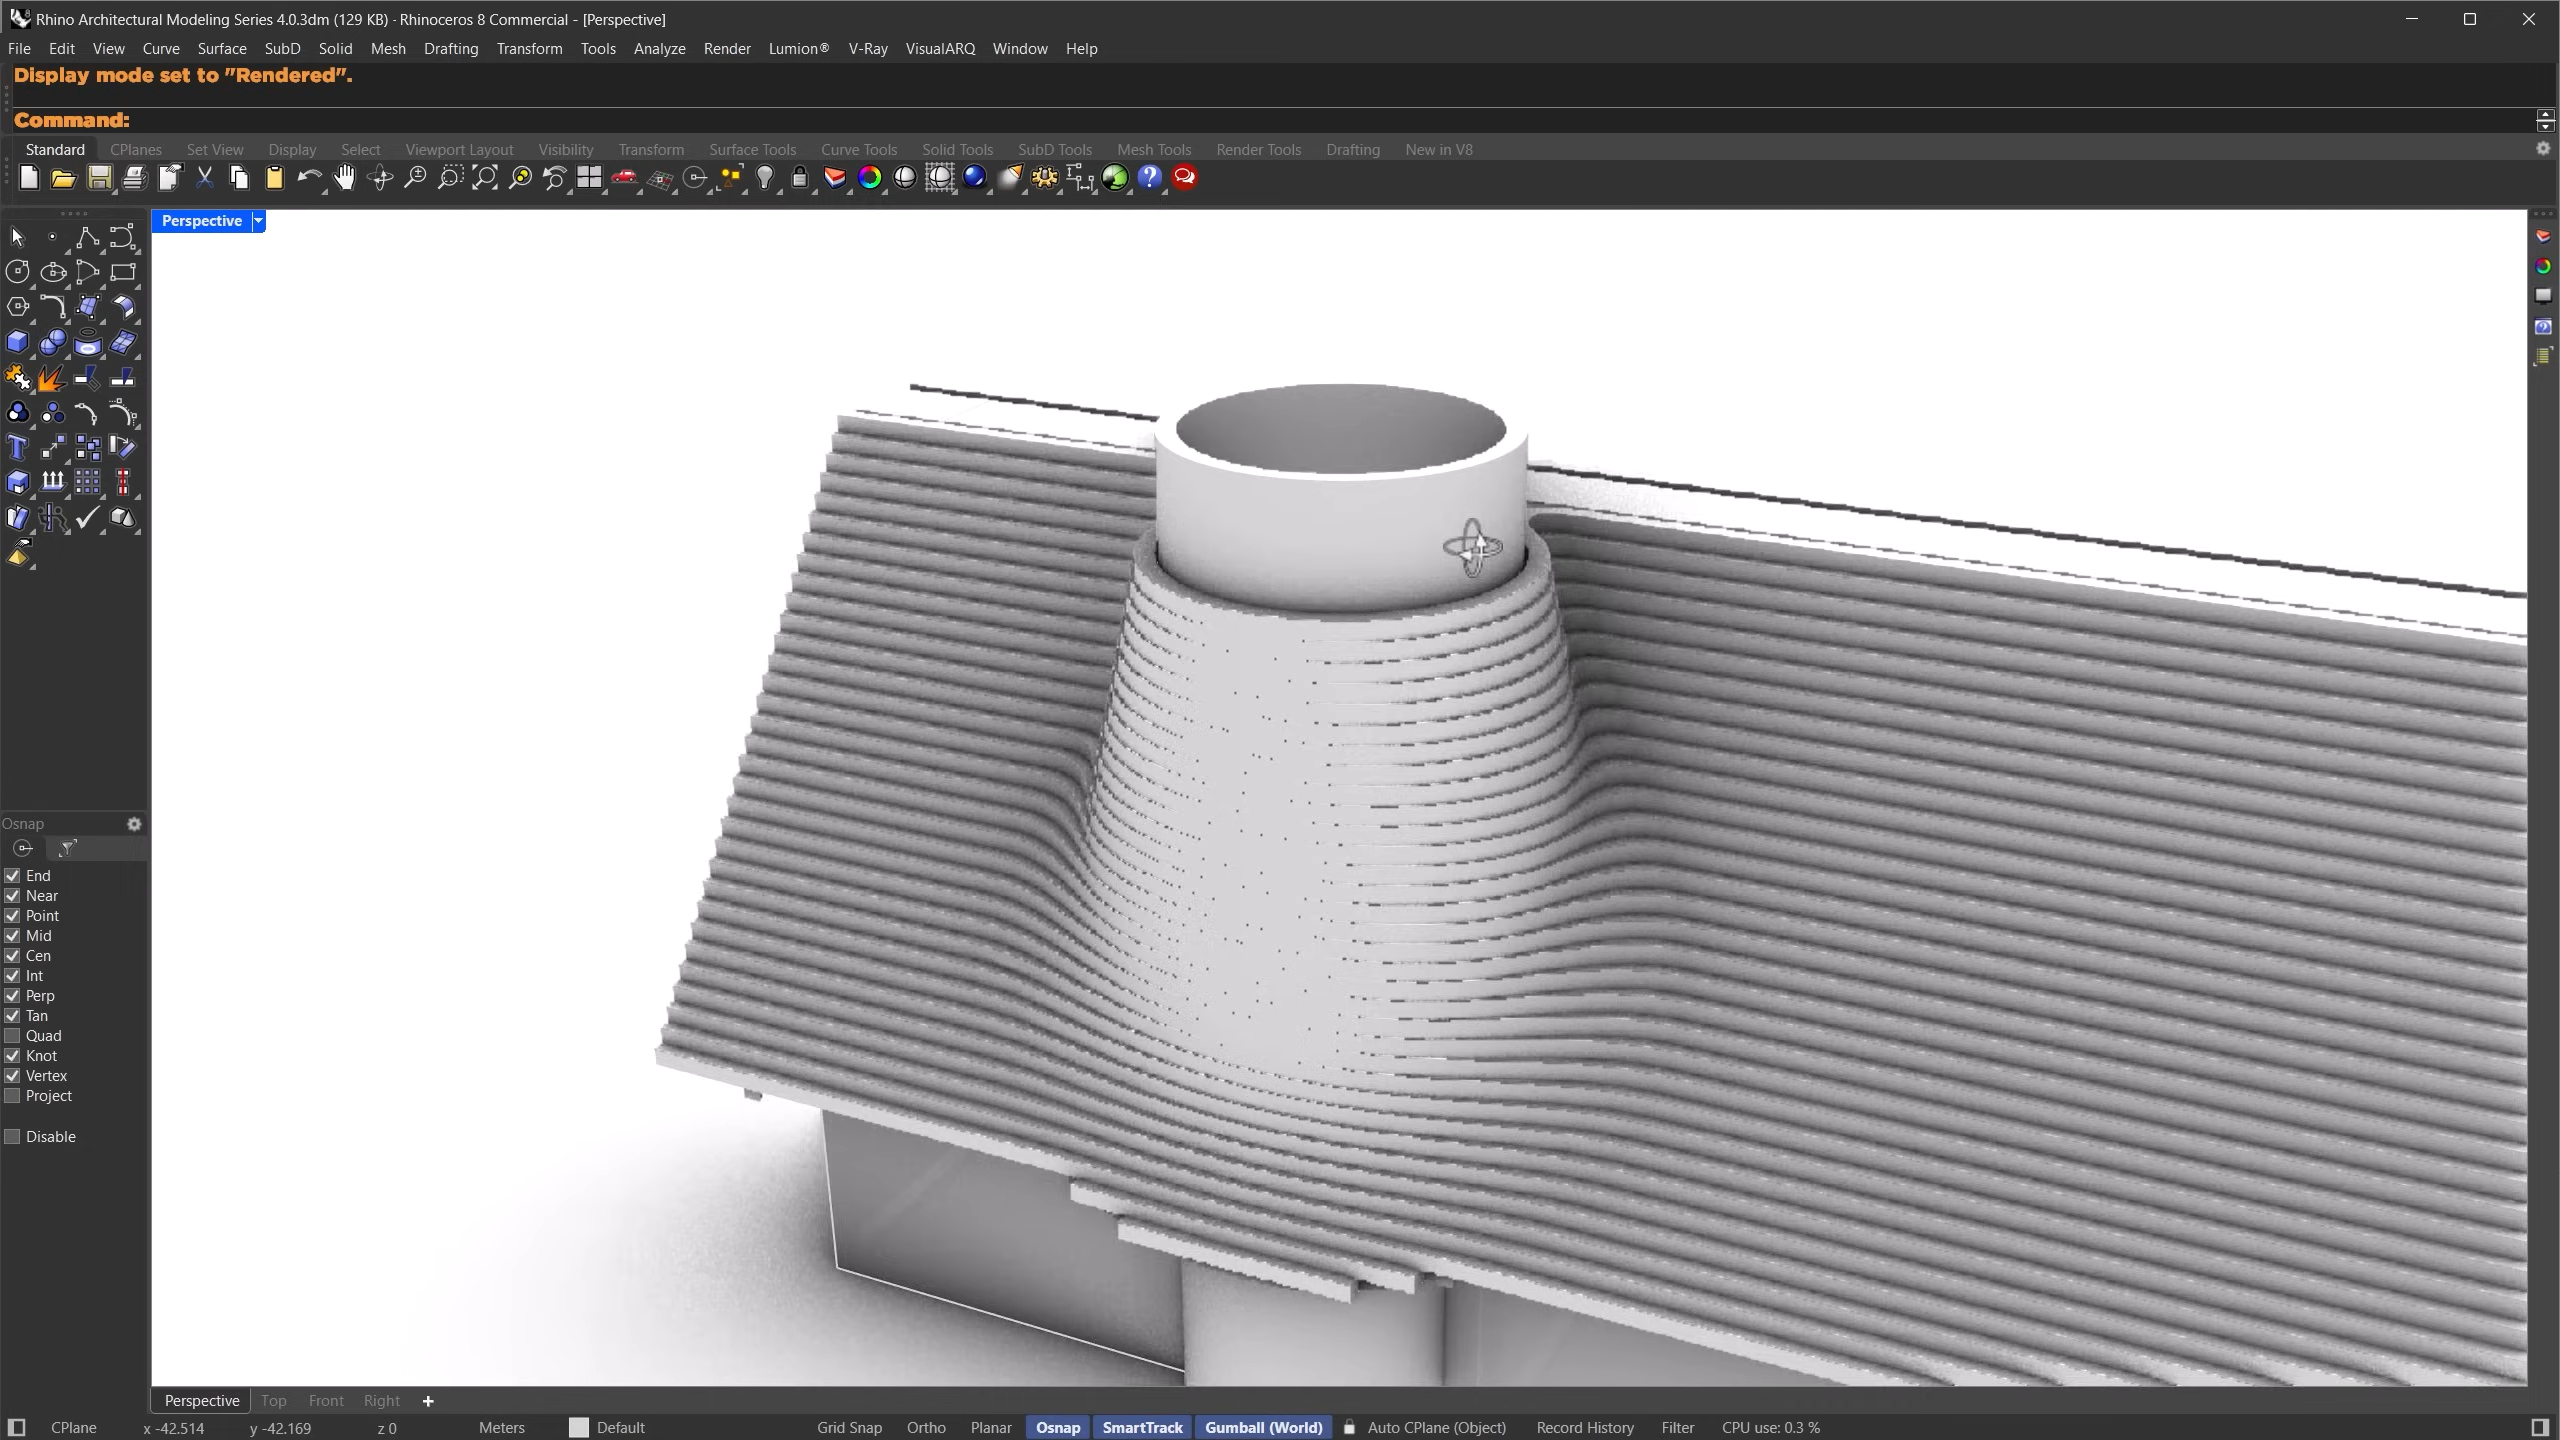 Rhino Architectural Modeling Series 4.0.3dm (129 KB) - Rhinoceros 8 Commercial - [Perspective]
File Edit View Curve Surface SubD Solid Mesh Drafting Transform Tools Analyze Render Lumion® V-Ray VisualARQ Window Help
Display mode set to "Rendered".
Command:
Standard CPlanes Set View Display Select Viewport Layout Visibility Transform Surface Tools Curve Tools Solid Tools SubD Tools Mesh Tools Render Tools Drafting New in V8
Perspective
Osnap
End
Near
Point
Mid
Cen
Int
Perp
Tan
Quad
Knot
Vertex
Project
Disable
Perspective Top Front Right
CPlane x -42.514 y -42.169 z 0 Meters Default Grid Snap Ortho Planar Osnap SmartTrack Gumball (World) Auto CPlane (Object) Record History Filter CPU use: 0.3 %